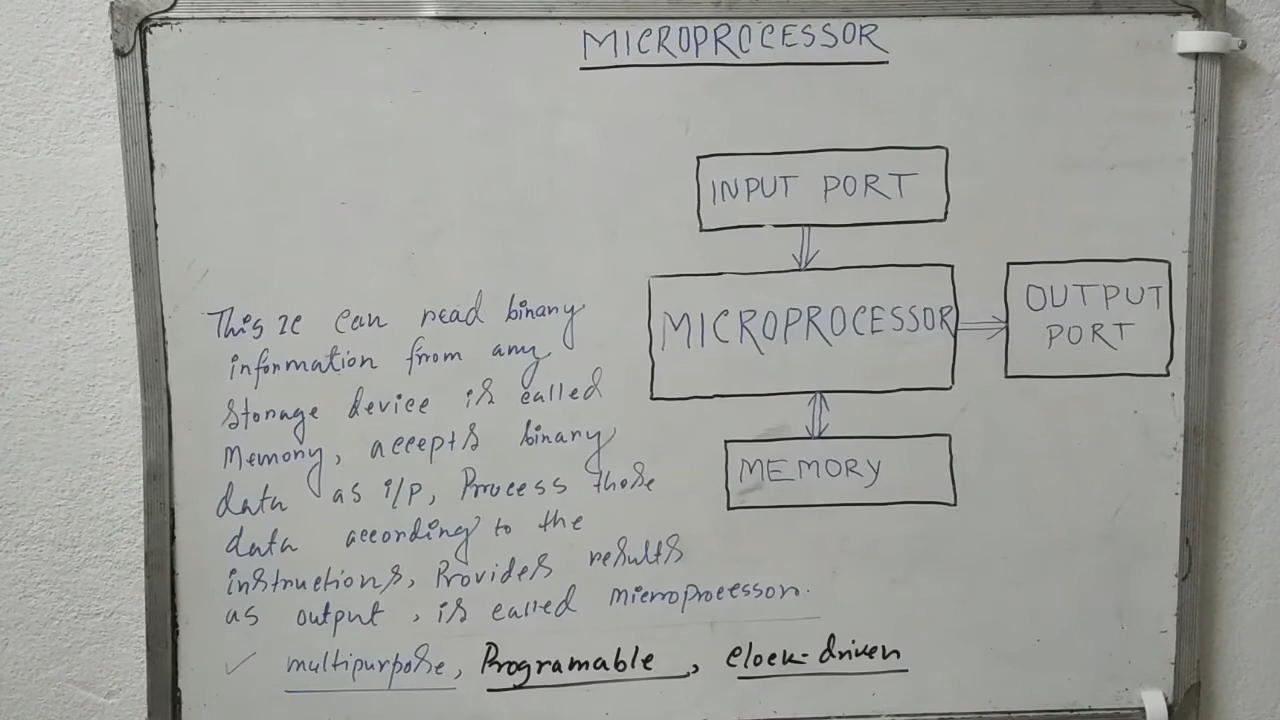 MICROPROCESSOR
INPUT PORT
MICROPROCESSOR
OUTPUT
PORT
MEMORY
This Ic can read binary
information from any
storage device is called
Memory, accepts binary
data as i/p, Process those
data according to the
instructions, Provides results
as output, is called microprocessor.
✓ multipurpose, Programable, clock-driven